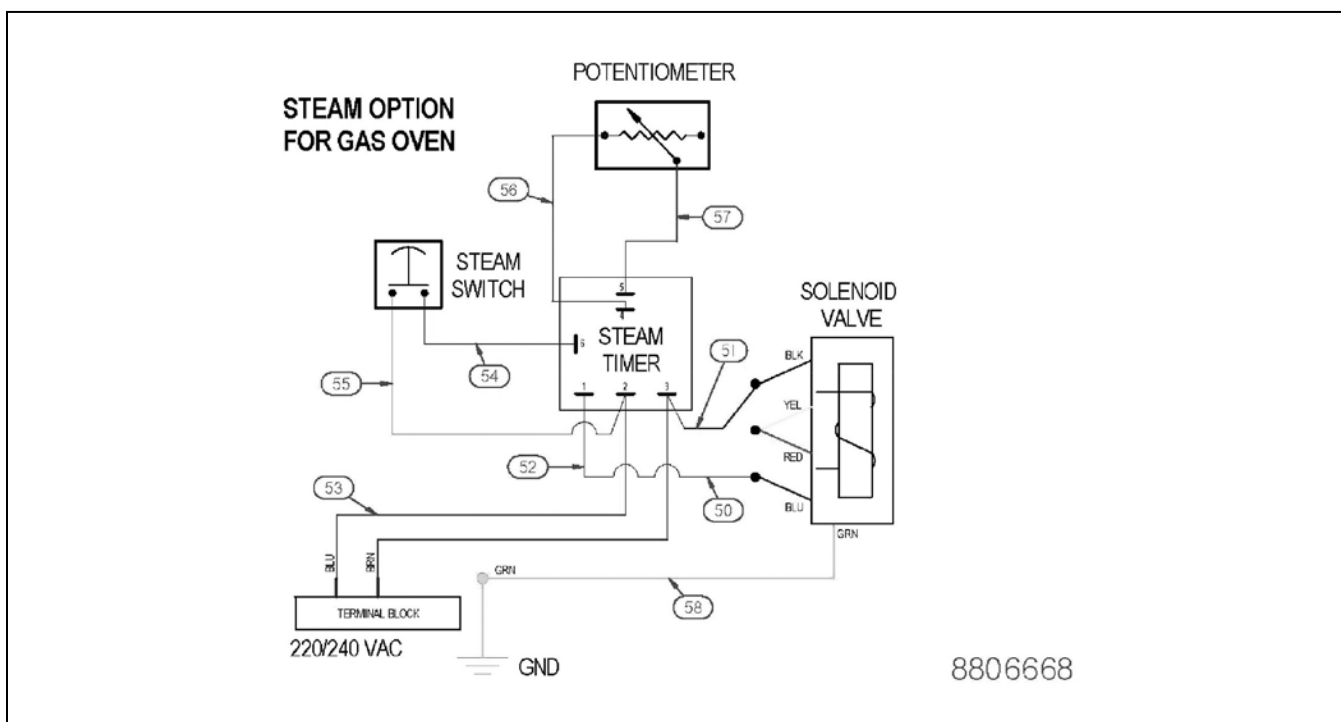 POTENTIOMETER
STEAM OPTION
FOR GAS OVEN
56
57
STEAM
SWITCH
SOLENOID
VALVE
5
4
STEAM
TIMER
6
51
BLK
54
55
YEL
1
2
3
RED
52
53
50
BLU
GRN
BLU
BRN
GRN
58
TERMINAL BLOCK
220/240 VAC
GND
8806668